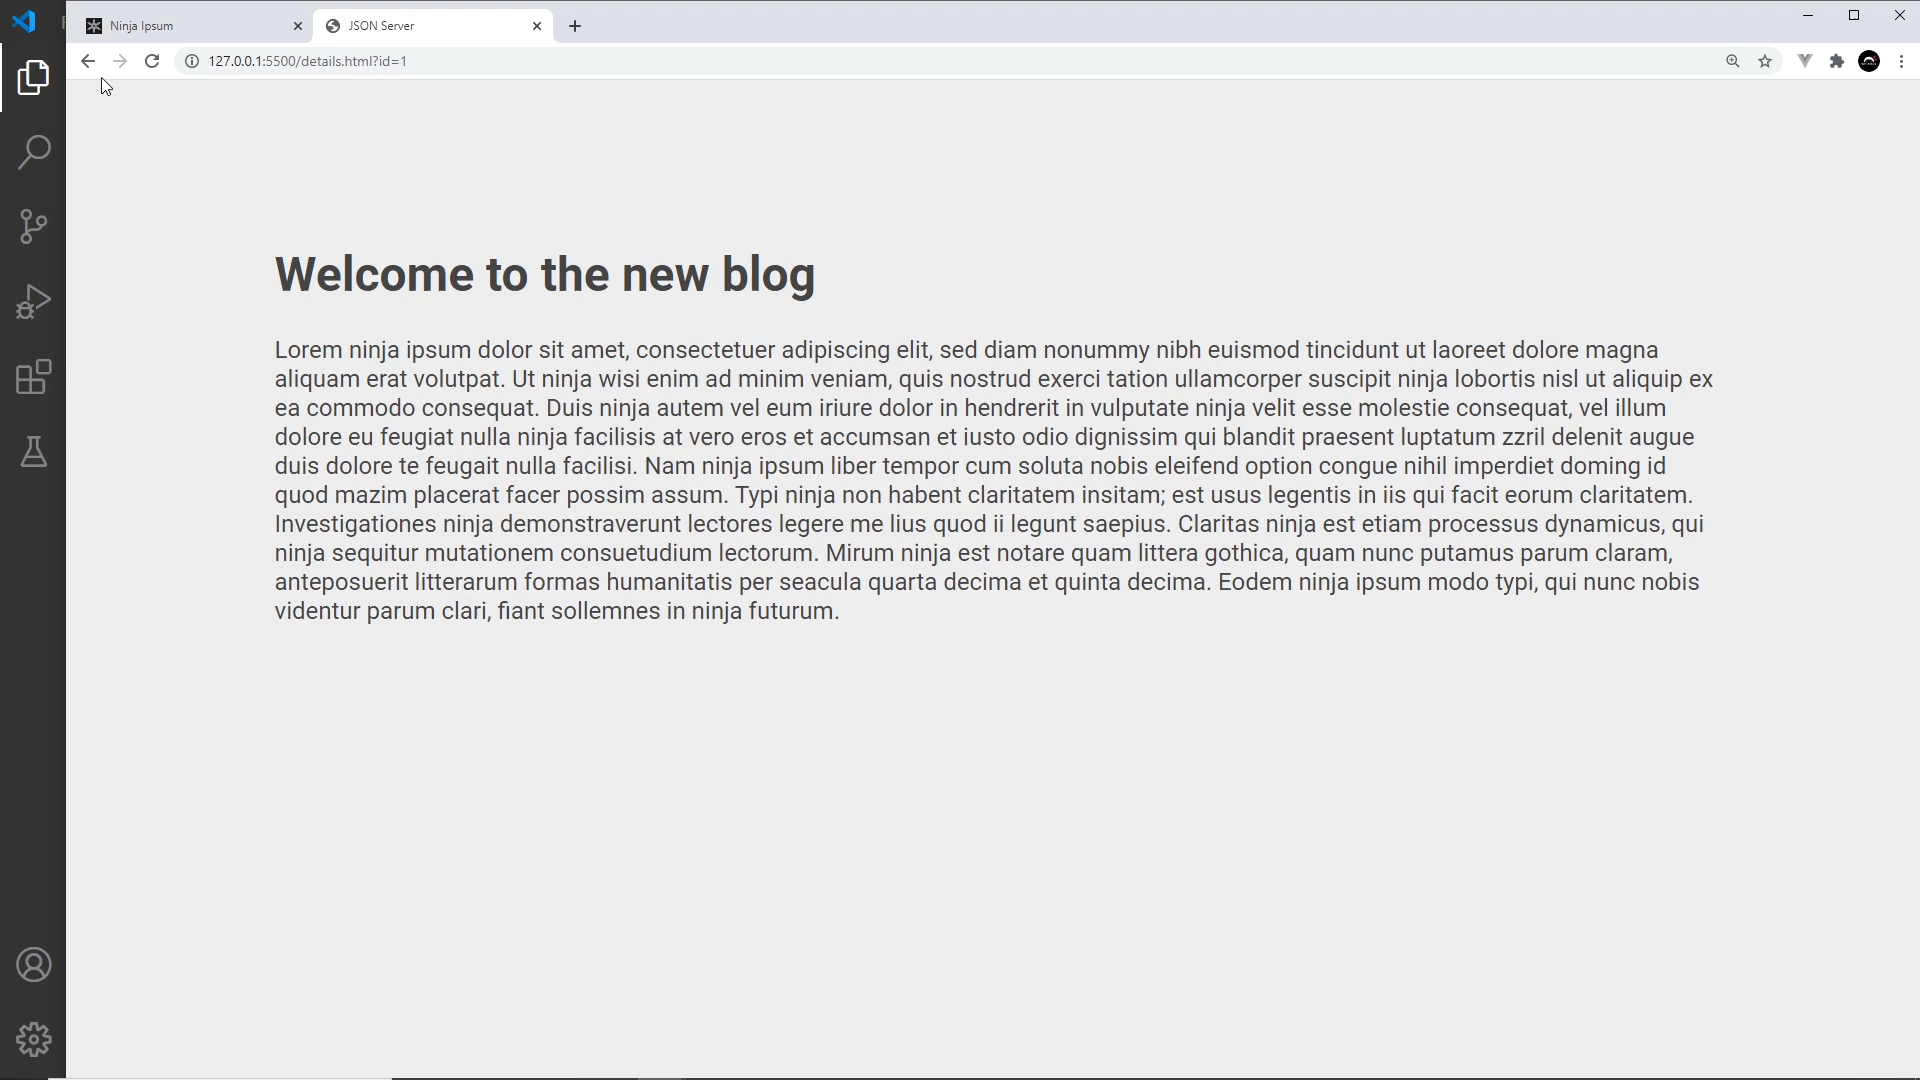 Ninja Ipsum
JSON Server
127.0.0.1:5500/details.html?id=1
Welcome to the new blog
Lorem ninja ipsum dolor sit amet, consectetuer adipiscing elit, sed diam nonummy nibh euismod tincidunt ut laoreet dolore magna
aliquam erat volutpat. Ut ninja wisi enim ad minim veniam, quis nostrud exerci tation ullamcorper suscipit ninja lobortis nisl ut aliquip ex
ea commodo consequat. Duis ninja autem vel eum iriure dolor in hendrerit in vulputate ninja velit esse molestie consequat, vel illum
dolore eu feugiat nulla ninja facilisis at vero eros et accumsan et iusto odio dignissim qui blandit praesent luptatum zzril delenit augue
duis dolore te feugait nulla facilisi. Nam ninja ipsum liber tempor cum soluta nobis eleifend option congue nihil imperdiet doming id
quod mazim placerat facer possim assum. Typi ninja non habent claritatem insitam; est usus legentis in iis qui facit eorum claritatem.
Investigationes ninja demonstraverunt lectores legere me lius quod ii legunt saepius. Claritas ninja est etiam processus dynamicus, qui
ninja sequitur mutationem consuetudium lectorum. Mirum ninja est notare quam littera gothica, quam nunc putamus parum claram,
anteposuerit litterarum formas humanitatis per seacula quarta decima et quinta decima. Eodem ninja ipsum modo typi, qui nunc nobis
videntur parum clari, fiant sollemnes in ninja futurum.